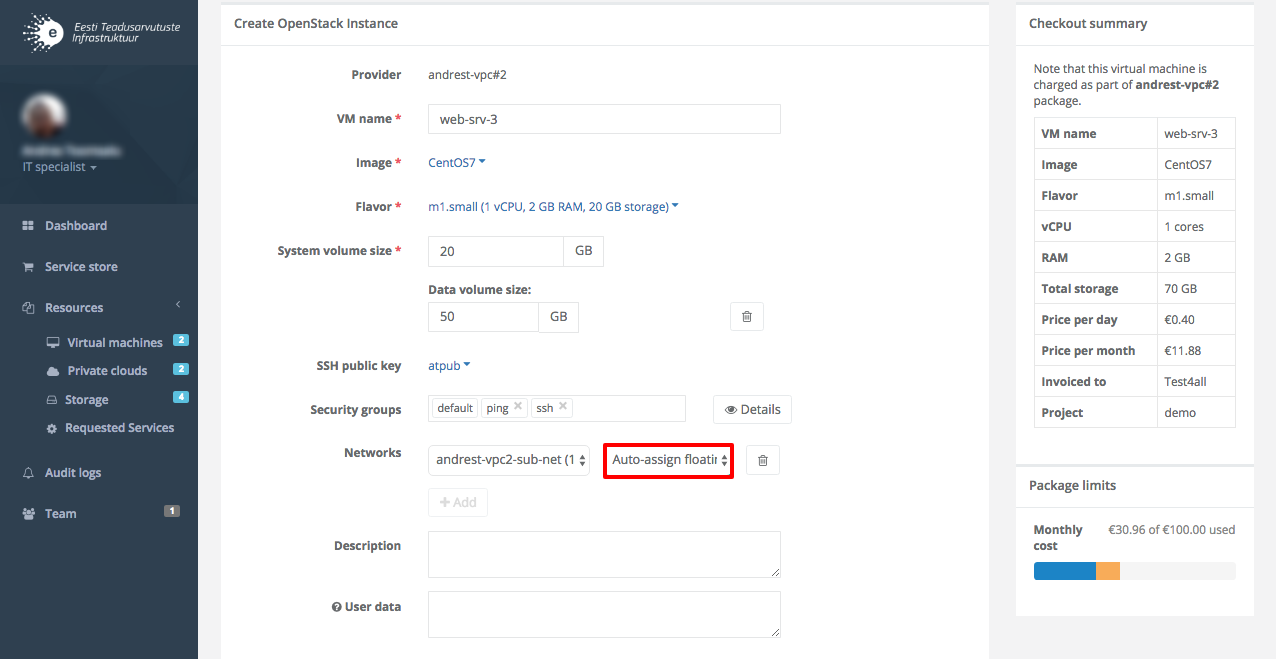 Eesti Teadusarvutuste
Infrastruktuur
e
IT specialist
Dashboard
Service store
Resources
Virtual machines 2
Private clouds 2
Storage 4
Requested Services
Audit logs
Team 1
Create OpenStack Instance
Provider andrest-vpc#2
VM name * web-srv-3
Image * CentOS7
Flavor * m1.small (1 vCPU, 2 GB RAM, 20 GB storage)
System volume size * 20 GB
Data volume size:
50 GB
SSH public key atpub
Security groups default ping × ssh × Details
Networks andrest-vpc2-sub-net (1 Auto-assign floatin
+ Add
Description
? User data
Checkout summary
Note that this virtual machine is
charged as part of andrest-vpc#2
package.
VM name web-srv-3
Image CentOS7
Flavor m1.small
vCPU 1 cores
RAM 2 GB
Total storage 70 GB
Price per day €0.40
Price per month €11.88
Invoiced to Test4all
Project demo
Package limits
Monthly €30.96 of €100.00 used
cost